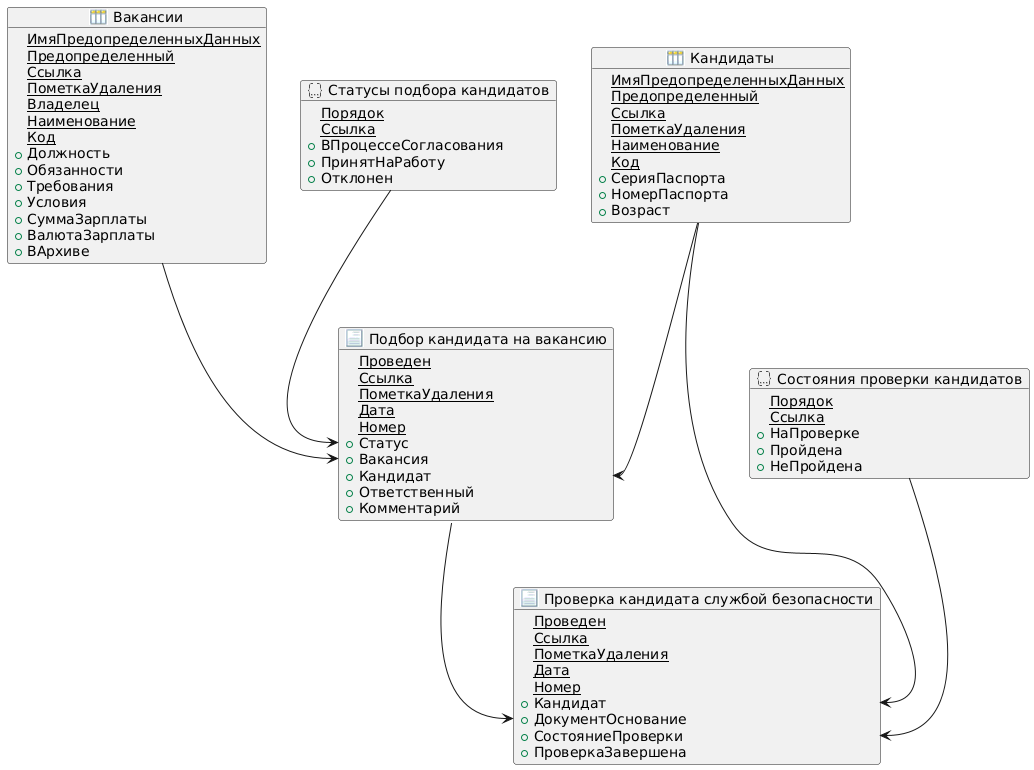 Вакансии
ИмяПредопределенныхДанных
Предопределенный
Ссылка
ПометкаУдаления
Владелец
Наименование
Код
Должность
Обязанности
Требования
Условия
СуммаЗарплаты
ВалютаЗарплаты
ВАрхиве
Статусы подбора кандидатов
Порядок
Ссылка
ВПроцессеСогласования
ПринятНаРаботу
Отклонен
Кандидаты
ИмяПредопределенныхДанных
Предопределенный
Ссылка
ПометкаУдаления
Наименование
Код
СерияПаспорта
НомерПаспорта
Возраст
Подбор кандидата на вакансию
Проведен
Ссылка
ПометкаУдаления
Дата
Номер
Статус
Вакансия
Кандидат
Ответственный
Комментарий
Состояния проверки кандидатов
Порядок
Ссылка
НаПроверке
Пройдена
НеПройдена
Проверка кандидата службой безопасности
Проведен
Ссылка
ПометкаУдаления
Дата
Номер
Кандидат
ДокументОснование
СостояниеПроверки
ПроверкаЗавершена